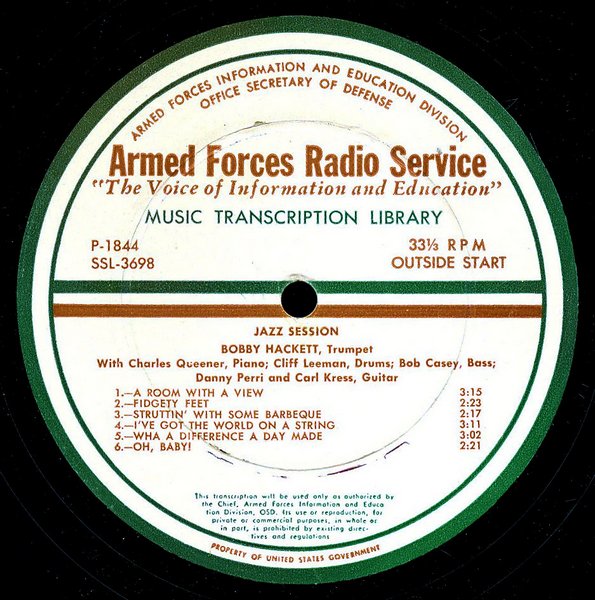 ARMED FORCES INFORMATION AND EDUCATION DIVISION
OFFICE SECRETARY OF DEFENSE
Armed Forces Radio Service
"The Voice of Information and Education"
MUSIC TRANSCRIPTION LIBRARY
P-1844 33⅓ RPM
SSL-3698 OUTSIDE START
JAZZ SESSION
BOBBY HACKETT, Trumpet
With Charles Queener, Piano; Cliff Leeman, Drums; Bob Casey, Bass;
Danny Perri and Carl Kress, Guitar
1.—A ROOM WITH A VIEW 3:15
2.—FIDGETY FEET 2:23
3.—STRUTTIN' WITH SOME BARBEQUE 2:17
4.—I'VE GOT THE WORLD ON A STRING 3:11
5.—WHA A DIFFERENCE A DAY MADE 3:02
6.—OH, BABY! 2:21
This transcription will be used only as authorized by
the Chief, Armed Forces Information and Educa
tion Division, OSD. Its use or reproduction, for
private or commercial purposes, in whole or
in part, is prohibited by existing direc-
tives and regulations
PROPERTY OF UNITED STATES GOVERNMENT